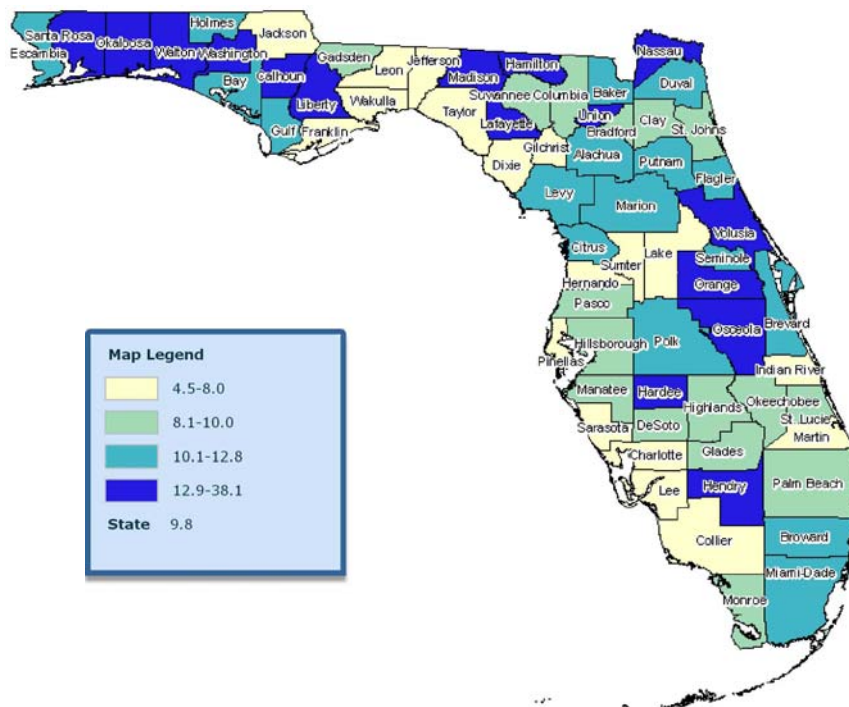 Holmes
Jackson
Santa Rosa
Okaloosa
Walton
Washington
Escambia
Gadsden
Jefferson
Hamilton
Nassau
Bay
Calhoun
Leon
Madison
Baker
Duval
Liberty
Wakulla
Suwannee
Columbia
Gulf
Franklin
Taylor
Lafayette
Union
Clay
St. Johns
Bradford
Gilchrist
Dixie
Alachua
Putnam
Flagler
Levy
Marion
Volusia
Citrus
Lake
Seminole
Sumter
Hernando
Orange
Pasco
Osceola
Brevard
Hillsborough
Polk
Pinellas
Indian River
Manatee
Hardee
Highlands
Okeechobee
St. Lucie
Sarasota
DeSoto
Martin
Charlotte
Glades
Lee
Hendry
Palm Beach
Collier
Broward
Miami-Dade
Monroe
Map Legend
4.5-8.0
8.1-10.0
10.1-12.8
12.9-38.1
State 9.8